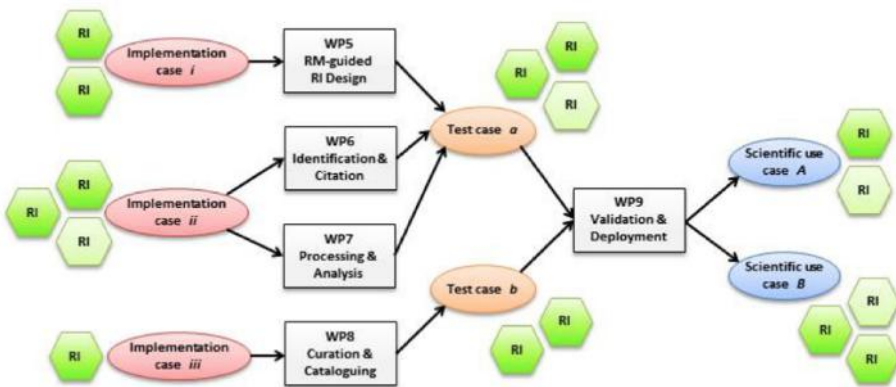 RI
RI
Implementation
case i
WP5
RM-guided
RI Design
RI
RI
RI
Test case a
WP6
Identification &
Citation
RI
RI
RI
Implementation
case ii
WP7
Processing &
Analysis
WP9
Validation &
Deployment
Scientific use
case A
RI
RI
Test case b
RI
RI
Scientific use
case B
RI
RI
RI
RI
Implementation
case iii
WP8
Curation &
Cataloguing